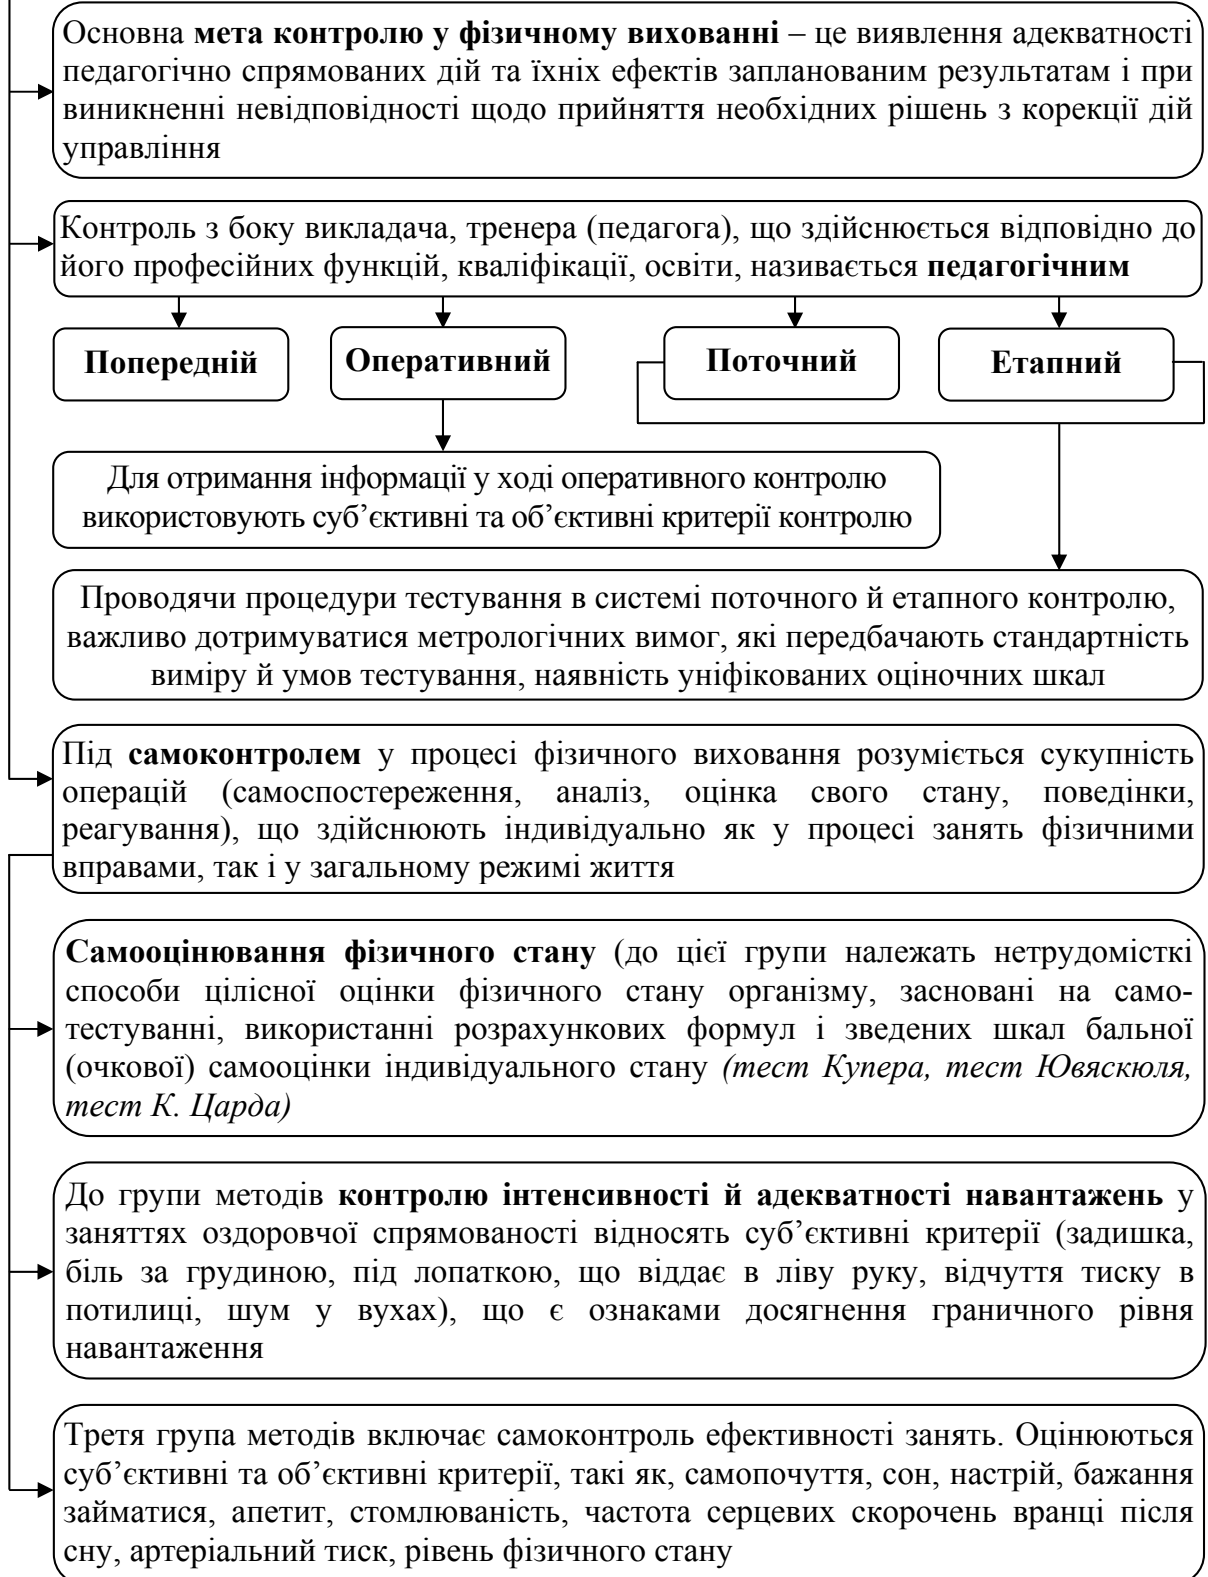 Основна мета контролю у фізичному вихованні – це виявлення адекватності
педагогічно спрямованих дій та їхніх ефектів запланованим результатам і при
виникненні невідповідності щодо прийняття необхідних рішень з корекції дій
управління
Контроль з боку викладача, тренера (педагога), що здійснюється відповідно до
його професійних функцій, кваліфікації, освіти, називається педагогічним
Попередній
Оперативний
Поточний
Етапний
Для отримання інформації у ході оперативного контролю
використовують суб’єктивні та об’єктивні критерії контролю
Проводячи процедури тестування в системі поточного й етапного контролю,
важливо дотримуватися метрологічних вимог, які передбачають стандартність
виміру й умов тестування, наявність уніфікованих оціночних шкал
Під самоконтролем у процесі фізичного виховання розуміється сукупність
операцій (самоспостереження, аналіз, оцінка свого стану, поведінки,
реагування), що здійснюють індивідуально як у процесі занять фізичними
вправами, так і у загальному режимі життя
Самооцінювання фізичного стану (до цієї групи належать нетрудомісткі
способи цілісної оцінки фізичного стану організму, засновані на само-
тестуванні, використанні розрахункових формул і зведених шкал бальної
(очкової) самооцінки індивідуального стану (тест Купера, тест Ювяскюля,
тест К. Царда)
До групи методів контролю інтенсивності й адекватності навантажень у
заняттях оздоровчої спрямованості відносять суб’єктивні критерії (задишка,
біль за грудиною, під лопаткою, що віддає в ліву руку, відчуття тиску в
потилиці, шум у вухах), що є ознаками досягнення граничного рівня
навантаження
Третя група методів включає самоконтроль ефективності занять. Оцінюються
суб’єктивні та об’єктивні критерії, такі як, самопочуття, сон, настрій, бажання
займатися, апетит, стомлюваність, частота серцевих скорочень вранці після
сну, артеріальний тиск, рівень фізичного стану